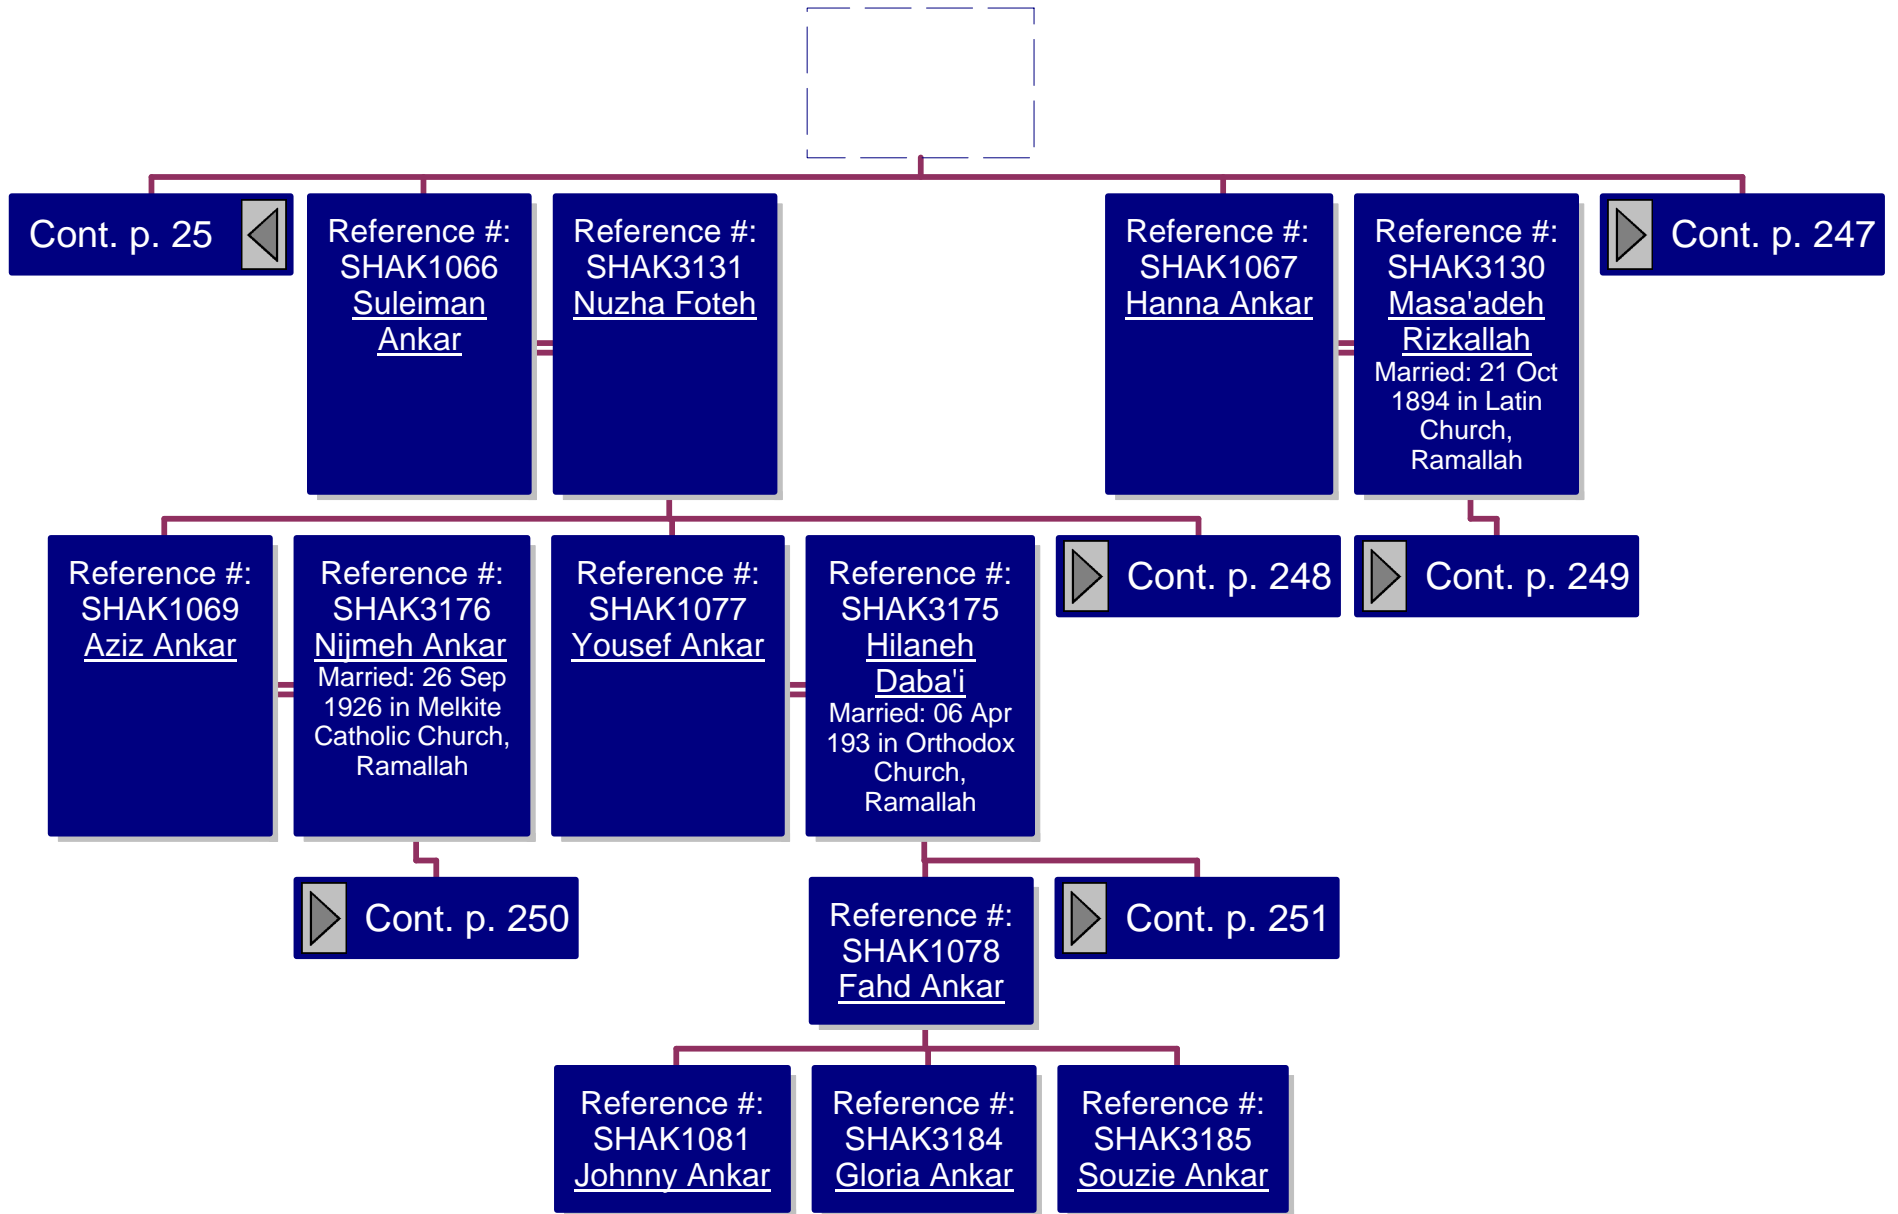 Cont. p. 25
Reference #:
SHAK1066
Suleiman
Ankar
Reference #:
SHAK3131
Nuzha Foteh
Reference #:
SHAK1067
Hanna Ankar
Reference #:
SHAK3130
Masa'adeh
Rizkallah
Married: 21 Oct
1894 in Latin
Church,
Ramallah
Cont. p. 247
Reference #:
SHAK1069
Aziz Ankar
Reference #:
SHAK3176
Nijmeh Ankar
Married: 26 Sep
1926 in Melkite
Catholic Church,
Ramallah
Reference #:
SHAK1077
Yousef Ankar
Reference #:
SHAK3175
Hilaneh
Daba'i
Married: 06 Apr
193 in Orthodox
Church,
Ramallah
Cont. p. 248
Cont. p. 249
Cont. p. 250
Reference #:
SHAK1078
Fahd Ankar
Cont. p. 251
Reference #:
SHAK1081
Johnny Ankar
Reference #:
SHAK3184
Gloria Ankar
Reference #:
SHAK3185
Souzie Ankar